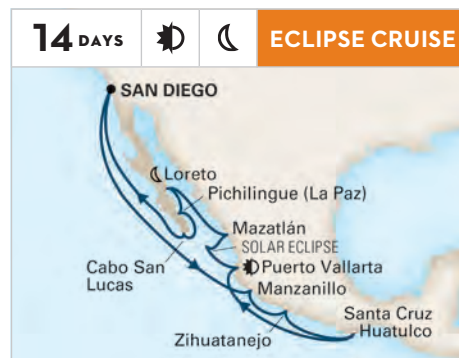 14 DAYS
ECLIPSE CRUISE
SAN DIEGO
Loreto
Pichilingue (La Paz)
Mazatlán
SOLAR ECLIPSE
Puerto Vallarta
Cabo San
Lucas
Manzanillo
Santa Cruz
Huatulco
Zihuatanejo